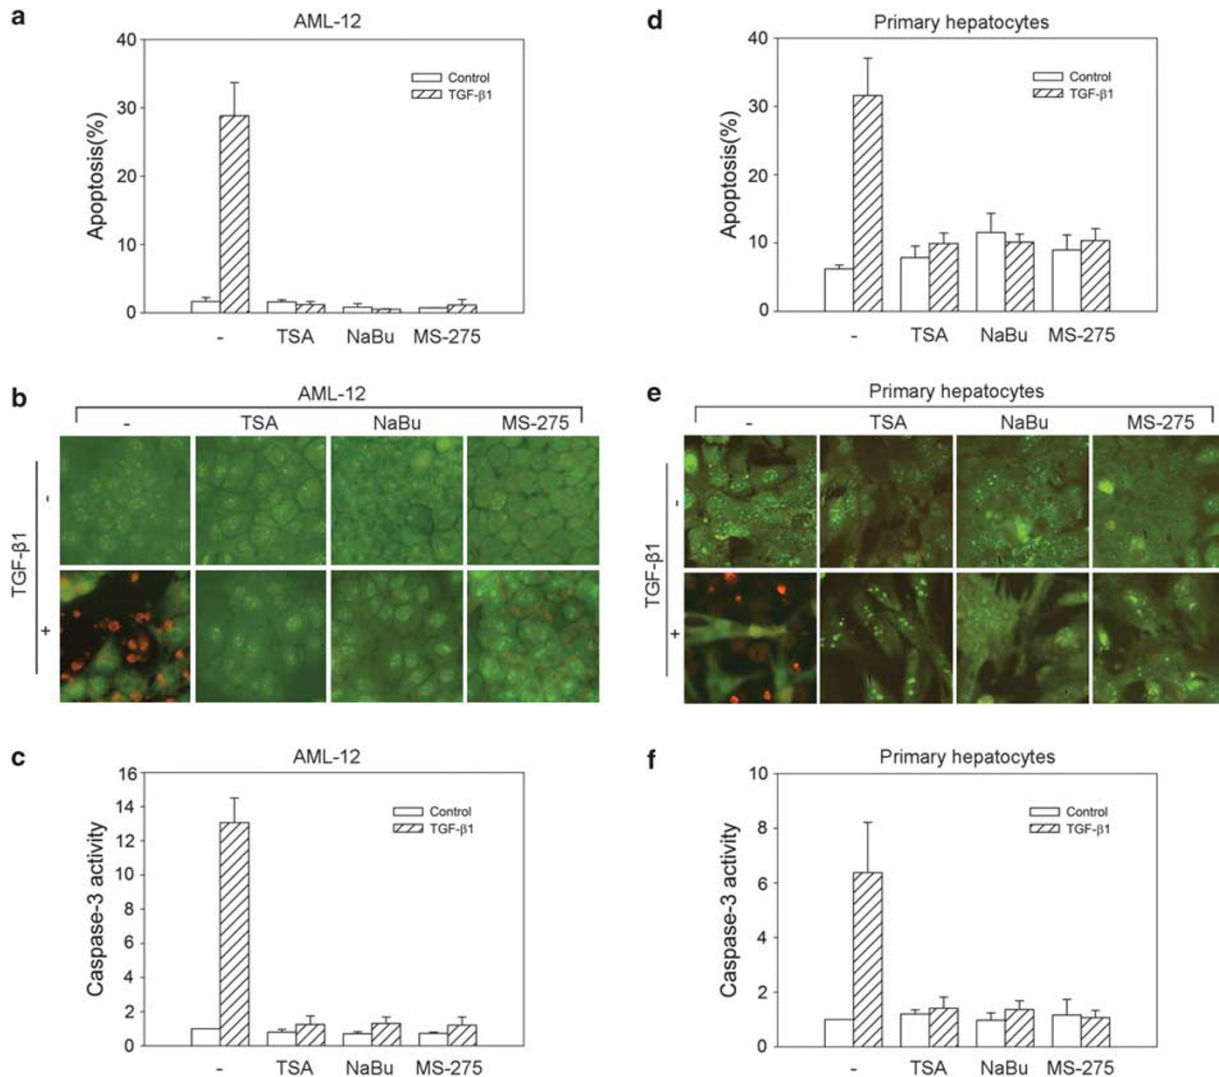 a
AML-12
40
30
20
10
0
Apoptosis(%)
Control
TGF-β1
- TSA NaBu MS-275
d
Primary hepatocytes
40
30
20
10
0
Apoptosis(%)
Control
TGF-β1
- TSA NaBu MS-275
b
AML-12
- TSA NaBu MS-275
TGF-β1
-
+
e
Primary hepatocytes
- TSA NaBu MS-275
TGF-β1
-
+
c
AML-12
16
14
12
10
8
6
4
2
0
Caspase-3 activity
Control
TGF-β1
- TSA NaBu MS-275
f
Primary hepatocytes
10
8
6
4
2
0
Caspase-3 activity
Control
TGF-β1
- TSA NaBu MS-275